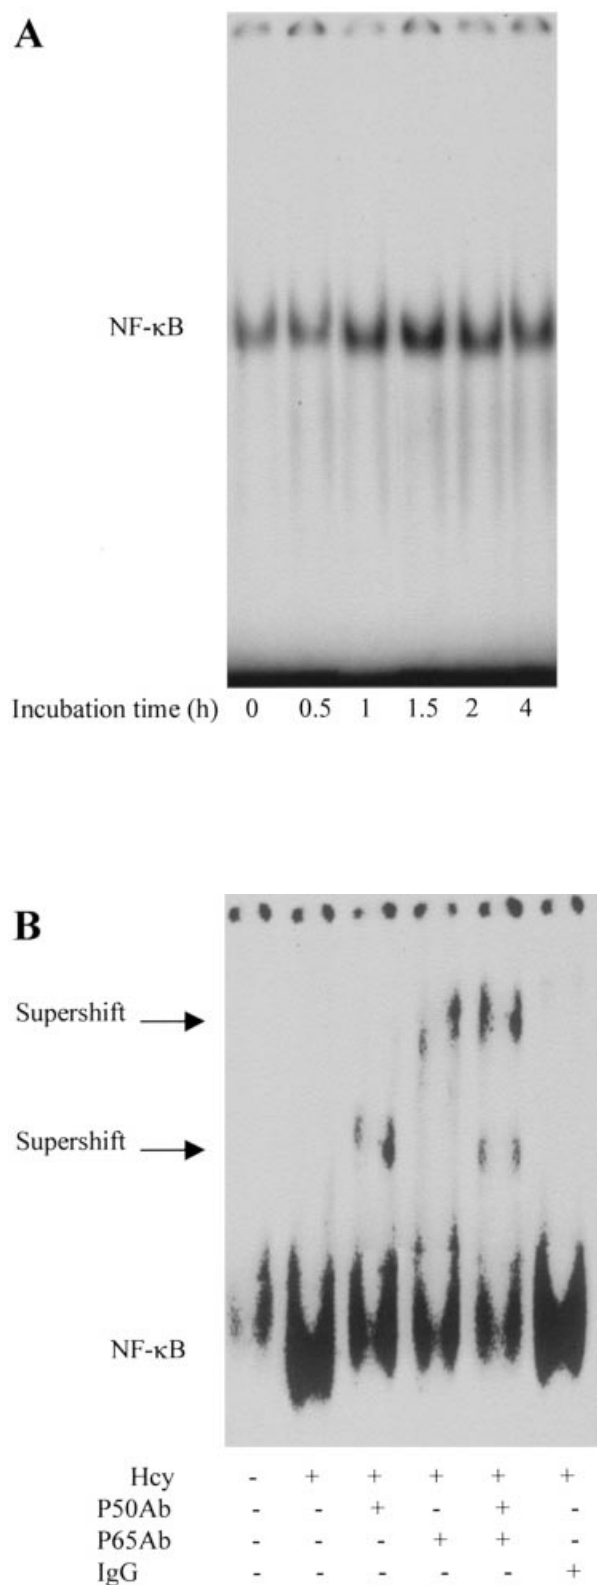 A
NF-κB
Incubation time (h) 0 0.5 1 1.5 2 4
B
Supershift
Supershift
NF-κB
Hcy - + + + + +
P50Ab - - + - + -
P65Ab - - - + + -
IgG - - - - - +